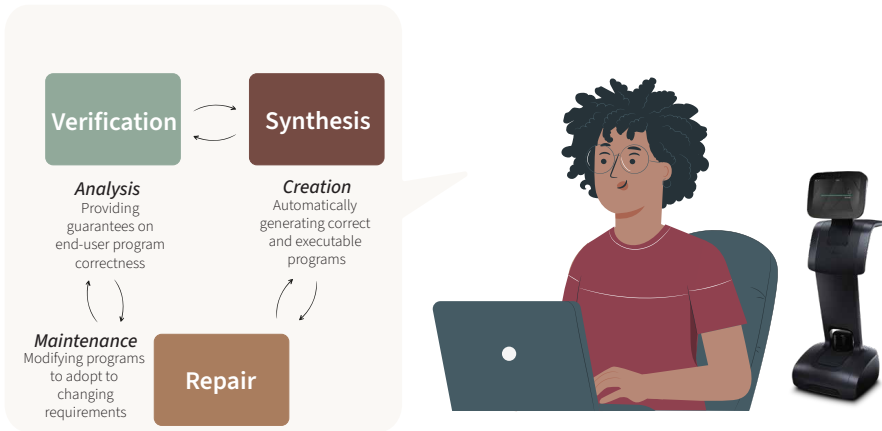 Verification
Synthesis
Analysis
Providing
guarantees on
end-user program
correctness
Creation
Automatically
generating correct
and executable
programs
Maintenance
Modifying programs
to adopt to
changing
requirements
Repair